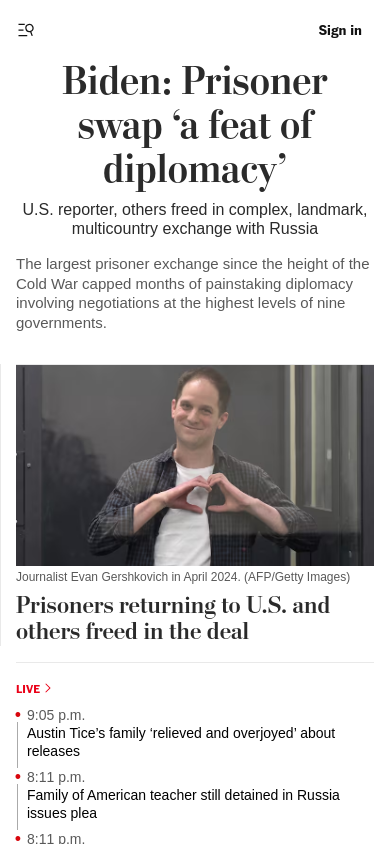 Sign in
Biden: Prisoner
swap ‘a feat of
diplomacy’
U.S. reporter, others freed in complex, landmark,
multicountry exchange with Russia
The largest prisoner exchange since the height of the
Cold War capped months of painstaking diplomacy
involving negotiations at the highest levels of nine
governments.
Journalist Evan Gershkovich in April 2024. (AFP/Getty Images)
Prisoners returning to U.S. and
others freed in the deal
LIVE
9:05 p.m.
Austin Tice’s family ‘relieved and overjoyed’ about
releases
8:11 p.m.
Family of American teacher still detained in Russia
issues plea
8:11 p.m.